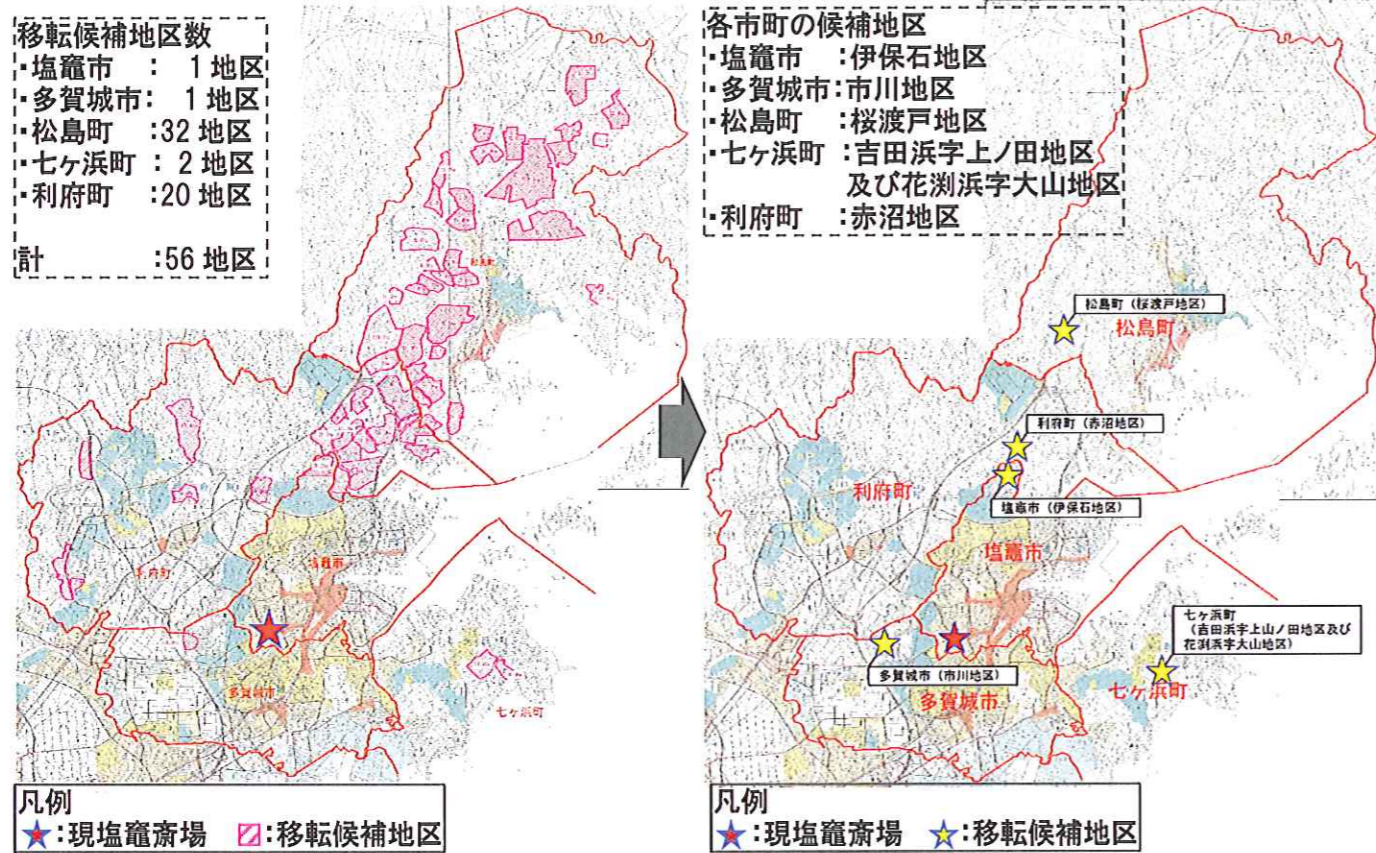 移転候補地区数
・塩竈市 : 1地区
・多賀城市: 1地区
・松島町 :32地区
・七ヶ浜町 : 2地区
・利府町 :20地区
計 :56地区
松島町
利府町
塩竈市
多賀城市
七ヶ浜町
凡例
★:現塩竈斎場 :移転候補地区
各市町の候補地区
・塩竈市 :伊保石地区
・多賀城市:市川地区
・松島町 :桜渡戸地区
・七ヶ浜町 :吉田浜字上ノ田地区
及び花渕浜字大山地区
・利府町 :赤沼地区
松島町(桜渡戸地区)
松島町
利府町(赤沼地区)
利府町
塩竈市(伊保石地区)
塩竈市
七ヶ浜町
(吉田浜字上山ノ田地区及び
花渕浜字大山地区)
多賀城市(市川地区)
多賀城市
七ヶ浜町
凡例
★:現塩竈斎場 ★:移転候補地区